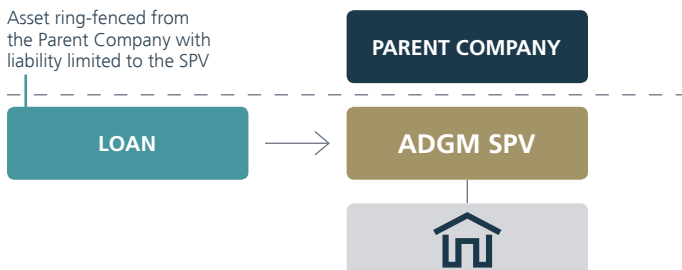 Asset ring-fenced from
the Parent Company with
liability limited to the SPV
PARENT COMPANY
LOAN
ADGM SPV